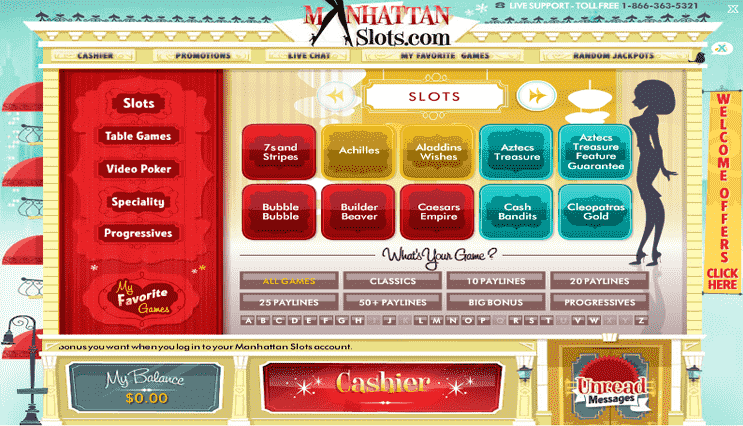 MANHATTAN
Slots.com
LIVE SUPPORT - TOLL FREE 1-866-363-5321
X
CASHIER
PROMOTIONS
LIVE CHAT
MY FAVORITE GAMES
RANDOM JACKPOTS
X
Slots
Table Games
Video Poker
Speciality
Progressives
My
Favorite
Games
SLOTS
7s and
Stripes
Achilles
Aladdins
Wishes
Aztecs
Treasure
Aztecs
Treasure
Feature
Guarantee
Bubble
Bubble
Builder
Beaver
Caesars
Empire
Cash
Bandits
Cleopatras
Gold
What's Your Game?
ALL GAMES
CLASSICS
10 PAYLINES
20 PAYLINES
25 PAYLINES
50+ PAYLINES
BIG BONUS
PROGRESSIVES
A B C D E F G H I J K L M N O P Q R S T U V W X Y Z
WELCOME OFFERS
CLICK
HERE
bonus you want when you log in to your Manhattan Slots account.
My Balance
$0.00
Cashier
Unread
Messages